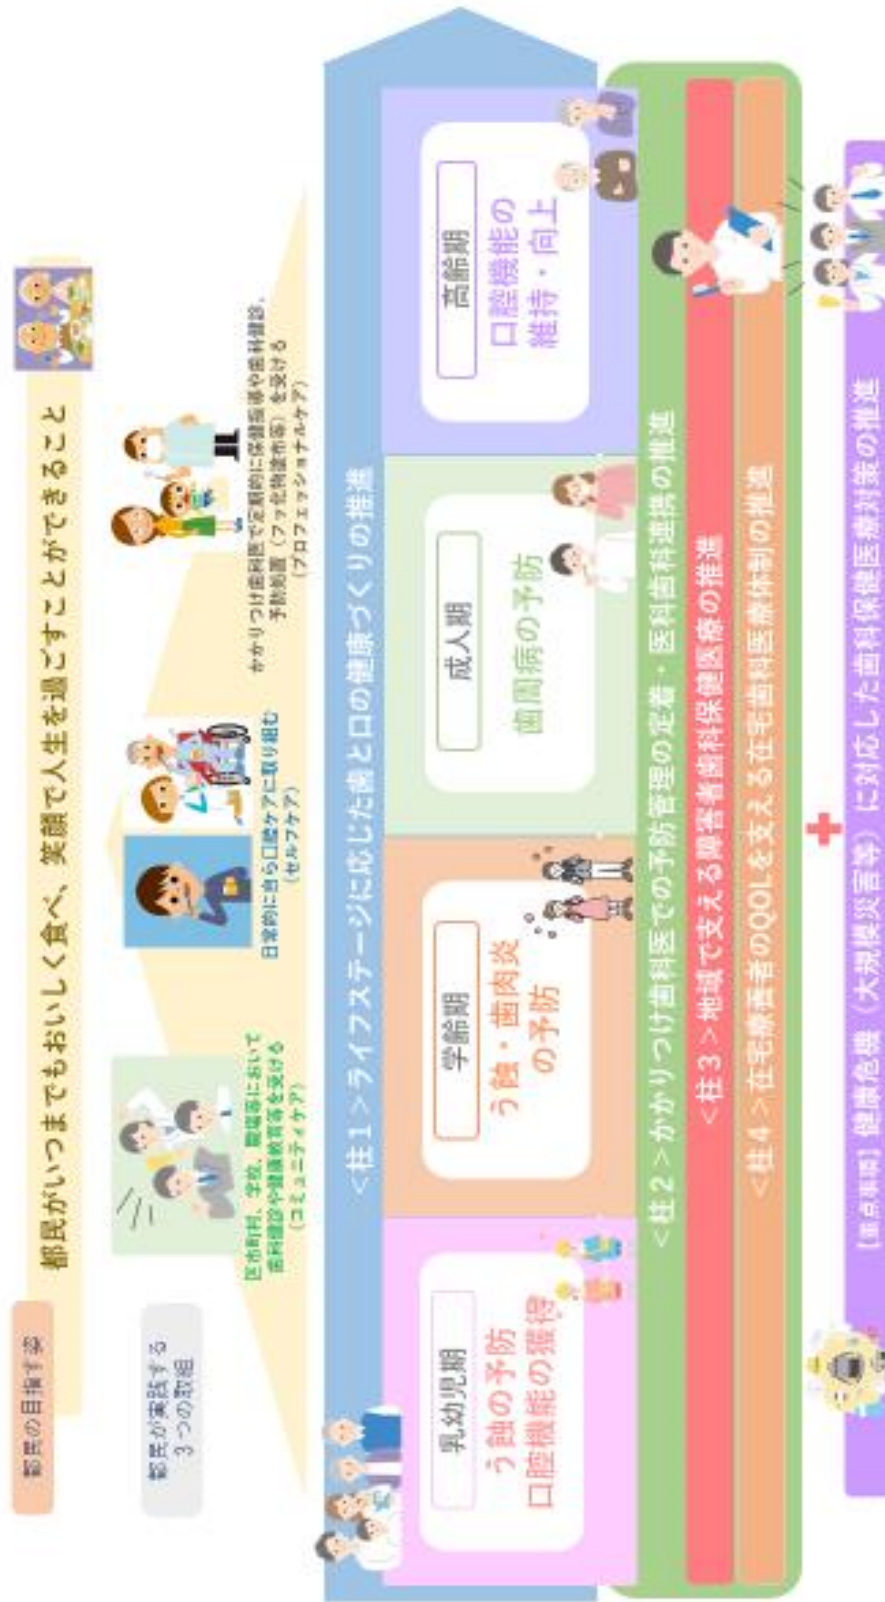 都民の目指す姿
都民がいつまでもおいしく食べ、笑顔で人生を過ごすことができること
都民が実践する
3つの取組
区市町村、学校、職場等において
歯科健診や健康教育等を受ける
(コミュニティケア)
日常的に自ら口腔ケアに取り組む
(セルフケア)
かかりつけ歯科医で定期的に保健指導や歯科健診、
予防処置(フッ化物塗布等)を受ける
(プロフェッショナルケア)
<柱1>ライフステージに応じた歯と口の健康づくりの推進
乳幼児期
う蝕の予防
口腔機能の獲得
学齢期
う蝕・歯肉炎
の予防
成人期
歯周病の予防
高齢期
口腔機能の
維持・向上
<柱2>かかりつけ歯科医での予防管理の定着・医科歯科連携の推進
<柱3>地域で支える障害者歯科保健医療の推進
<柱4>在宅療養者のQOLを支える在宅歯科医療体制の推進
【重点事項】健康危機(大規模災害等)に対応した歯科保健医療対策の推進